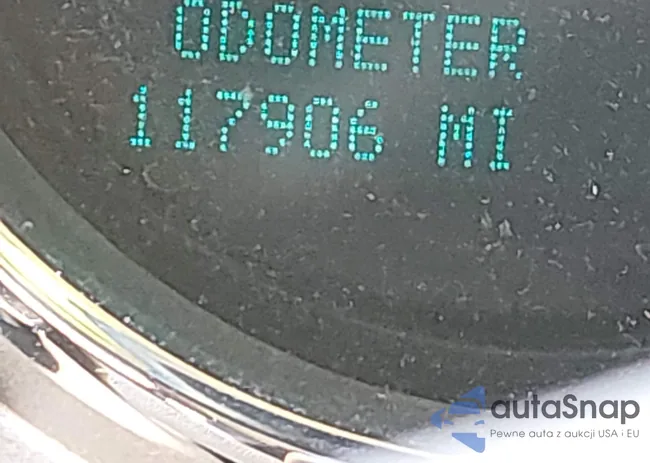 ODOMETER
117906 MI
autaSnap
Pewne auta z aukcji USA i EU